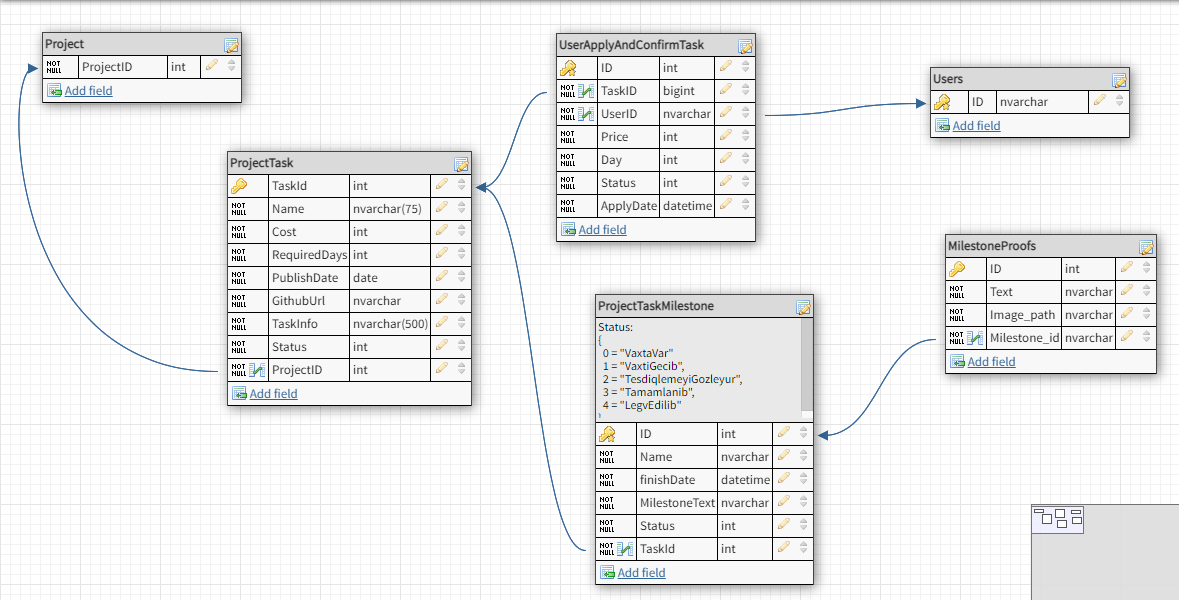 Project
NOT NULL ProjectID int
Add field
ProjectTask
TaskId int
NOT NULL Name nvarchar(75)
NOT NULL Cost int
NOT NULL RequiredDays int
NOT NULL PublishDate date
NOT NULL GithubUrl nvarchar
NOT NULL TaskInfo nvarchar(500)
NOT NULL Status int
NOT NULL ProjectID int
Add field
UserApplyAndConfirmTask
ID int
NOT NULL TaskID bigint
NOT NULL UserID nvarchar
NOT NULL Price int
NOT NULL Day int
NOT NULL Status int
NOT NULL ApplyDate datetime
Add field
Users
ID nvarchar
Add field
ProjectTaskMilestone
Status:
{
0 = "VaxtaVar"
1 = "VaxtiGecib",
2 = "TesdiqlemeyiGozleyur",
3 = "Tamamlanib",
4 = "LegvEdilib"
}
ID int
NOT NULL Name nvarchar
NOT NULL finishDate datetime
NOT NULL MilestoneText nvarchar
NOT NULL Status int
NOT NULL TaskId int
Add field
MilestoneProofs
ID int
NOT NULL Text nvarchar
NOT NULL Image_path nvarchar
NOT NULL Milestone_id nvarchar
Add field